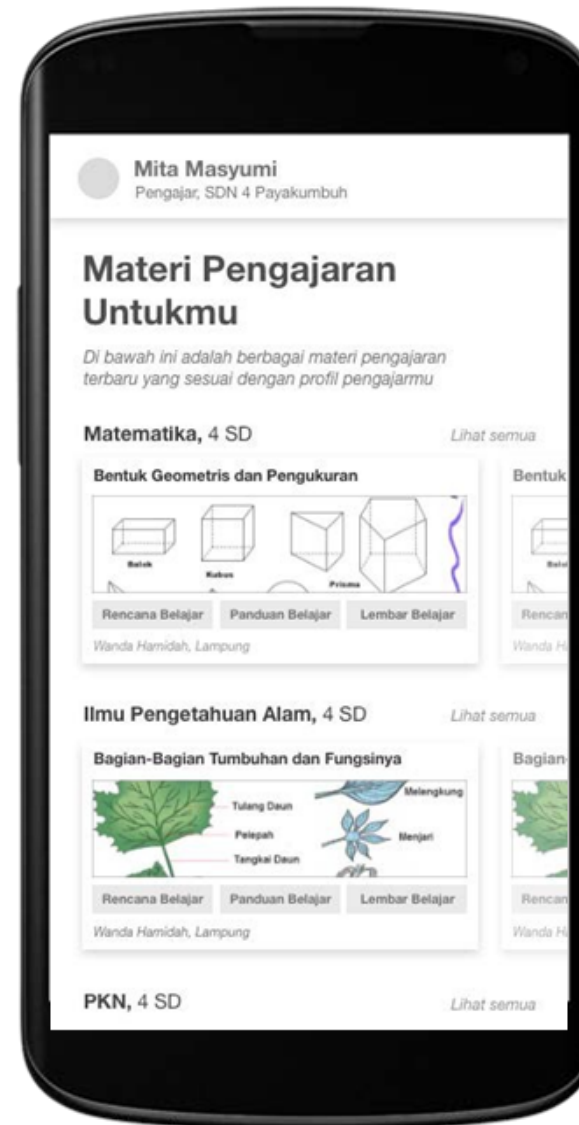 Mita Masyumi
Pengajar, SDN 4 Payakumbuh
Materi Pengajaran
Untukmu
Di bawah ini adalah berbagai materi pengajaran
terbaru yang sesuai dengan profil pengajarmu
Matematika, 4 SD
Lihat semua
Bentuk Geometris dan Pengukuran
Balok
Kubus
Prisma
Rencana Belajar
Panduan Belajar
Lembar Belajar
Wanda Hamidah, Lampung
Bentuk
Wanda
Ilmu Pengetahuan Alam, 4 SD
Lihat semua
Bagian-Bagian Tumbuhan dan Fungsinya
Tulang Daun
Pelepah
Tangkai Daun
Melengkung
Menjari
Rencana Belajar
Panduan Belajar
Lembar Belajar
Wanda Hamidah, Lampung
Bagian-
Wanda
PKN, 4 SD
Lihat semua